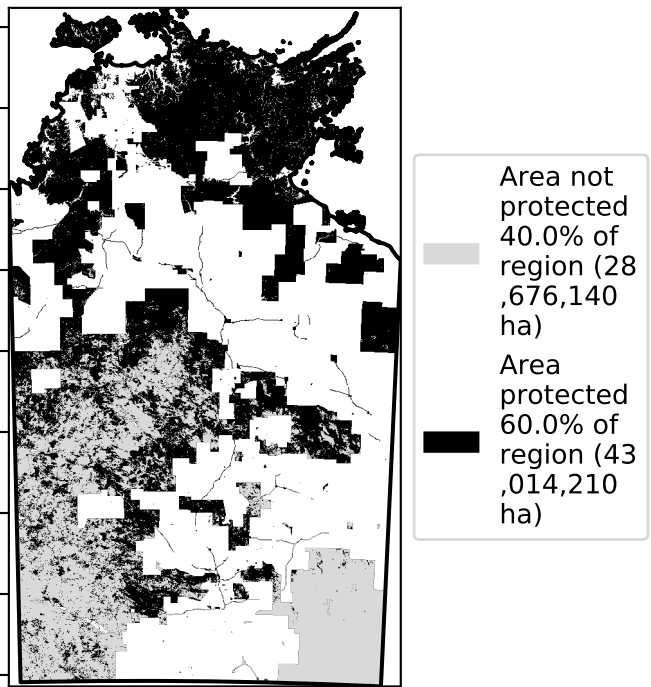 Area not
protected
40.0% of
region (28
,676,140
ha)
Area
protected
60.0% of
region (43
,014,210
ha)